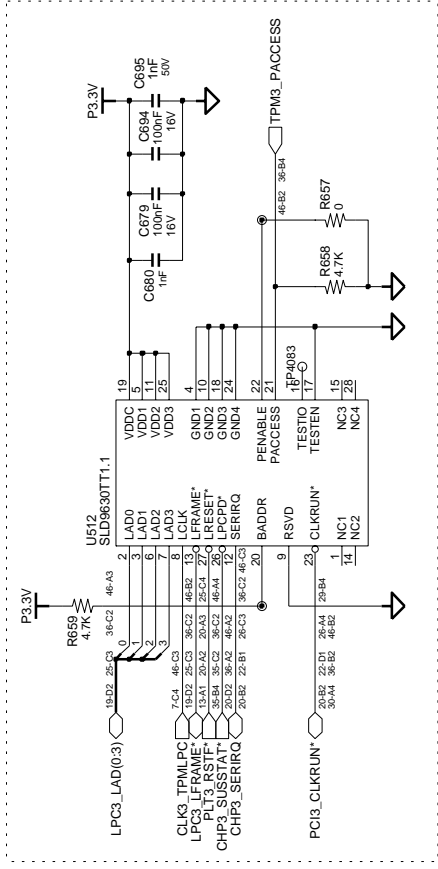 P3.3V
R659
4.7K
LPC3_LAD(0:3)
19-D2 25-C3 36-C2 46-A3
0
1
2
3
CLK3_TPMLPC
7-C4 46-C3
LPC3_LFRAME*
19-D2 25-C3 36-C2 46-B2
PLT3_RSTF*
13-A1 20-A2 20-A3 25-C4
CHP3_SUSSTAT*
35-B4 35-C2 36-C2 46-A4
CHP3_SERIRQ
20-D2 36-A2 46-A2
20-B2 22-B1 26-C3 36-C2 46-C3
PCI3_CLKRUN*
20-B2 22-D1 26-A4 29-B4
30-A4 36-B2 46-B2
U512
SLD9630TT1.1
2 LAD0
3 LAD1
6 LAD2
7 LAD3
8 LCLK
13 LFRAME*
27 LRESET*
26 LPCPD*
12 SERIRQ
20 BADDR
9 RSVD
23 CLKRUN*
1 NC1
14 NC2
VDDC 19
VDD1 5
VDD2 11
VDD3 25
GND1 4
GND2 10
GND3 18
GND4 24
PENABLE 22
PACCESS 21
TESTIO 16
TP4083
TESTEN 17
NC3 15
NC4 28
P3.3V
C680
1nF
C679
100nF
16V
C694
100nF
16V
C695
1nF
50V
TPM3_PACCESS
46-B2 36-B4
R658
4.7K
R657
0